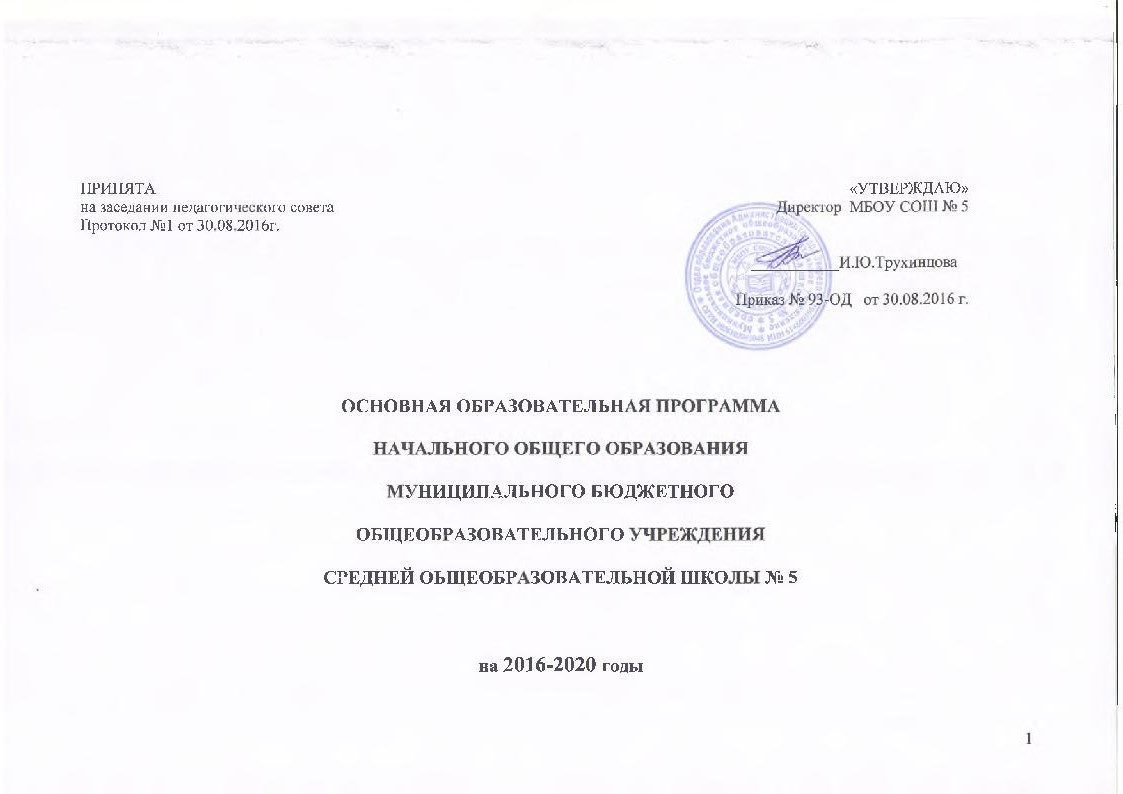 ПРИНЯТА
на заседании педагогического совета
Протокол №1 от 30.08.2016г.
«УТВЕРЖДАЮ»
Директор МБОУ СОШ № 5
И.Ю.Трухинцова
Приказ № 93-ОД от 30.08.2016 г.
ОСНОВНАЯ ОБРАЗОВАТЕЛЬНАЯ ПРОГРАММА
НАЧАЛЬНОГО ОБЩЕГО ОБРАЗОВАНИЯ
МУНИЦИПАЛЬНОГО БЮДЖЕТНОГО
ОБЩЕОБРАЗОВАТЕЛЬНОГО УЧРЕЖДЕНИЯ
СРЕДНЕЙ ОБЩЕОБРАЗОВАТЕЛЬНОЙ ШКОЛЫ № 5
на 2016-2020 годы
1